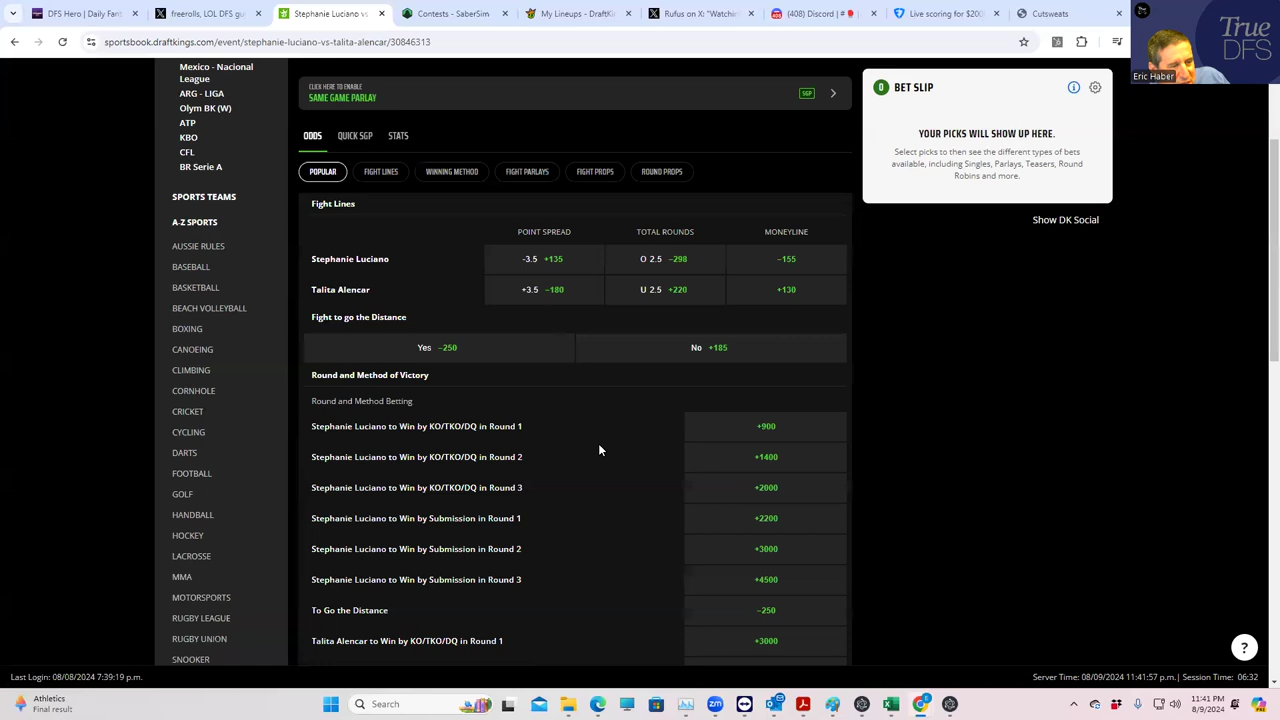 DFS Hero | Daily Fant
freerolls, LOL DFS gu
Stephanie Luciano vs
Contests - SaberSim
My Lineups - DraftKi
Rufus on X: "Watch
(408) Discord | #
Live scoring for $200
Cutsweats
sportsbook.draftkings.com/event/stephanie-luciano-vs-talita-alencar/30846313
True
DFS
Eric Haber
Mexico - Nacional
League
ARG - LIGA
Olym BK (W)
ATP
KBO
CFL
BR Serie A
SPORTS TEAMS
A-Z SPORTS
AUSSIE RULES
BASEBALL
BASKETBALL
BEACH VOLLEYBALL
BOXING
CANOEING
CLIMBING
CORNHOLE
CRICKET
CYCLING
DARTS
FOOTBALL
GOLF
HANDBALL
HOCKEY
LACROSSE
MMA
MOTORSPORTS
RUGBY LEAGUE
RUGBY UNION
SNOOKER
CLICK HERE TO ENABLE
SAME GAME PARLAY
SGP
ODDS QUICK SGP STATS
POPULAR FIGHT LINES WINNING METHOD FIGHT PARLAYS FIGHT PROPS ROUND PROPS
Fight Lines
POINT SPREAD TOTAL ROUNDS MONEYLINE
Stephanie Luciano -3.5 +135 O 2.5 −298 −155
Talita Alencar +3.5 −180 U 2.5 +220 +130
Fight to go the Distance
Yes −250 No +185
Round and Method of Victory
Round and Method Betting
Stephanie Luciano to Win by KO/TKO/DQ in Round 1 +900
Stephanie Luciano to Win by KO/TKO/DQ in Round 2 +1400
Stephanie Luciano to Win by KO/TKO/DQ in Round 3 +2000
Stephanie Luciano to Win by Submission in Round 1 +2200
Stephanie Luciano to Win by Submission in Round 2 +3000
Stephanie Luciano to Win by Submission in Round 3 +4500
To Go the Distance −250
Talita Alencar to Win by KO/TKO/DQ in Round 1 +3000
0 BET SLIP
YOUR PICKS WILL SHOW UP HERE.
Select picks to then see the different types of bets
available, including Singles, Parlays, Teasers, Round
Robins and more.
Show DK Social
?
Last Login: 08/08/2024 7:39:19 p.m.
Server Time: 08/09/2024 11:41:57 p.m.| Session Time: 06:32
Athletics
Final result
Search
11:41 PM
8/9/2024